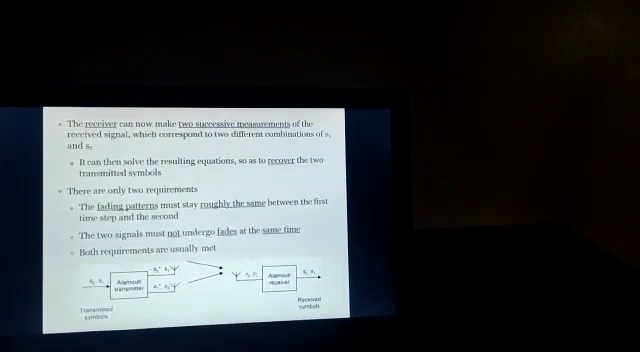 The receiver can now make two successive measurements of the
received signal, which correspond to two different combinations of s₁
and s₂
It can then solve the resulting equations, so as to recover the two
transmitted symbols
There are only two requirements
The fading patterns must stay roughly the same between the first
time step and the second
The two signals must not undergo fades at the same time
Both requirements are usually met
s₂ s₁
Alamouti
transmitter
Alamouti
receiver
Transmitted
symbols
Received
symbols